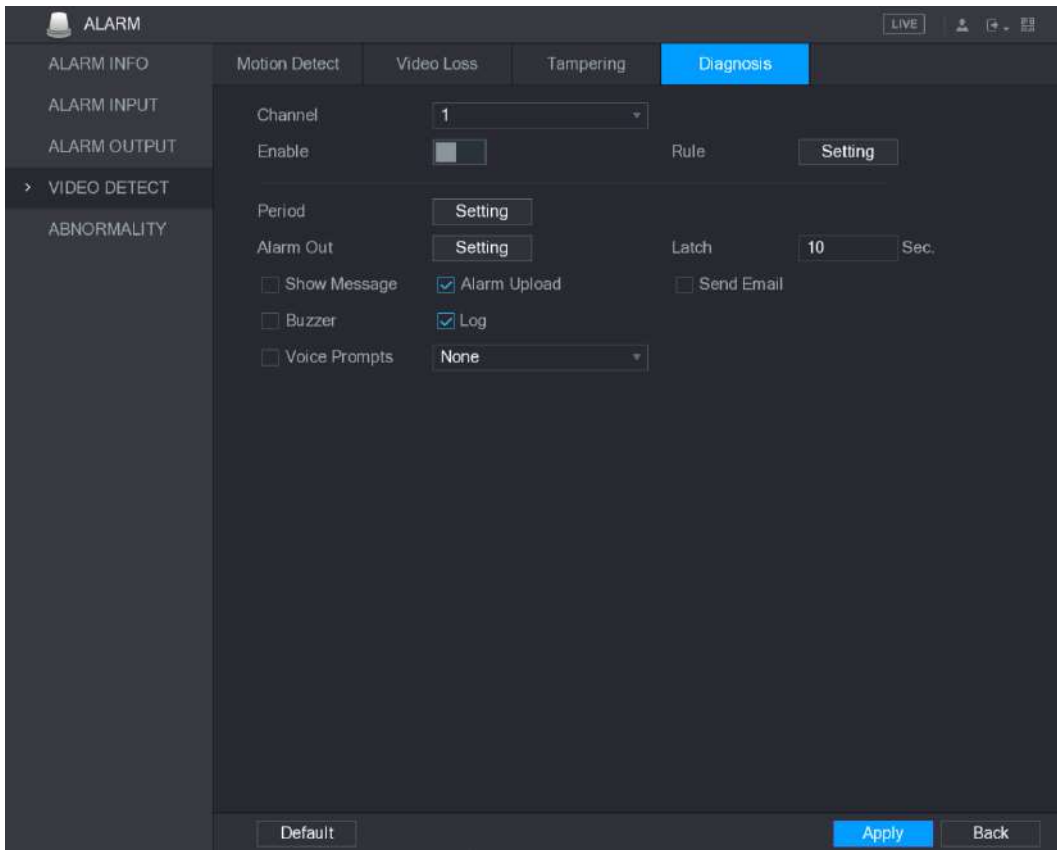 ALARM
LIVE
ALARM INFO
ALARM INPUT
ALARM OUTPUT
VIDEO DETECT
ABNORMALITY
Motion Detect Video Loss Tampering Diagnosis
Channel 1
Enable Rule Setting
Period Setting
Alarm Out Setting Latch 10 Sec.
Show Message Alarm Upload Send Email
Buzzer Log
Voice Prompts None
Default Apply Back